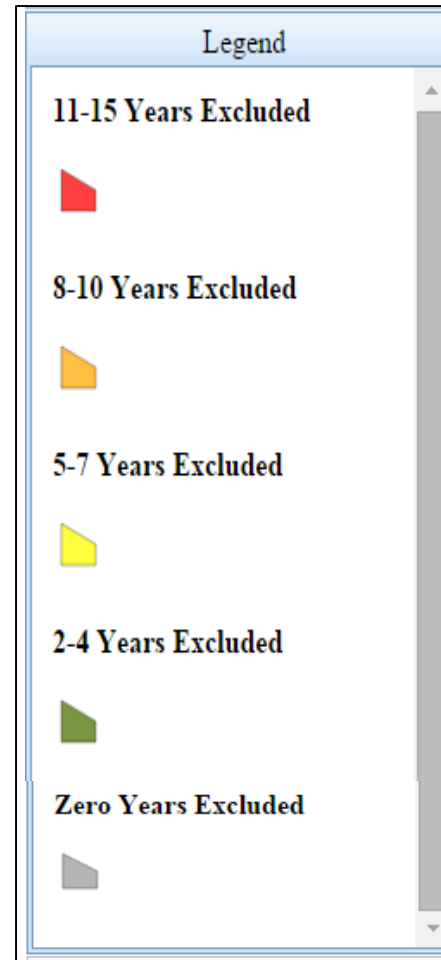 Legend
11-15 Years Excluded
8-10 Years Excluded
5-7 Years Excluded
2-4 Years Excluded
Zero Years Excluded